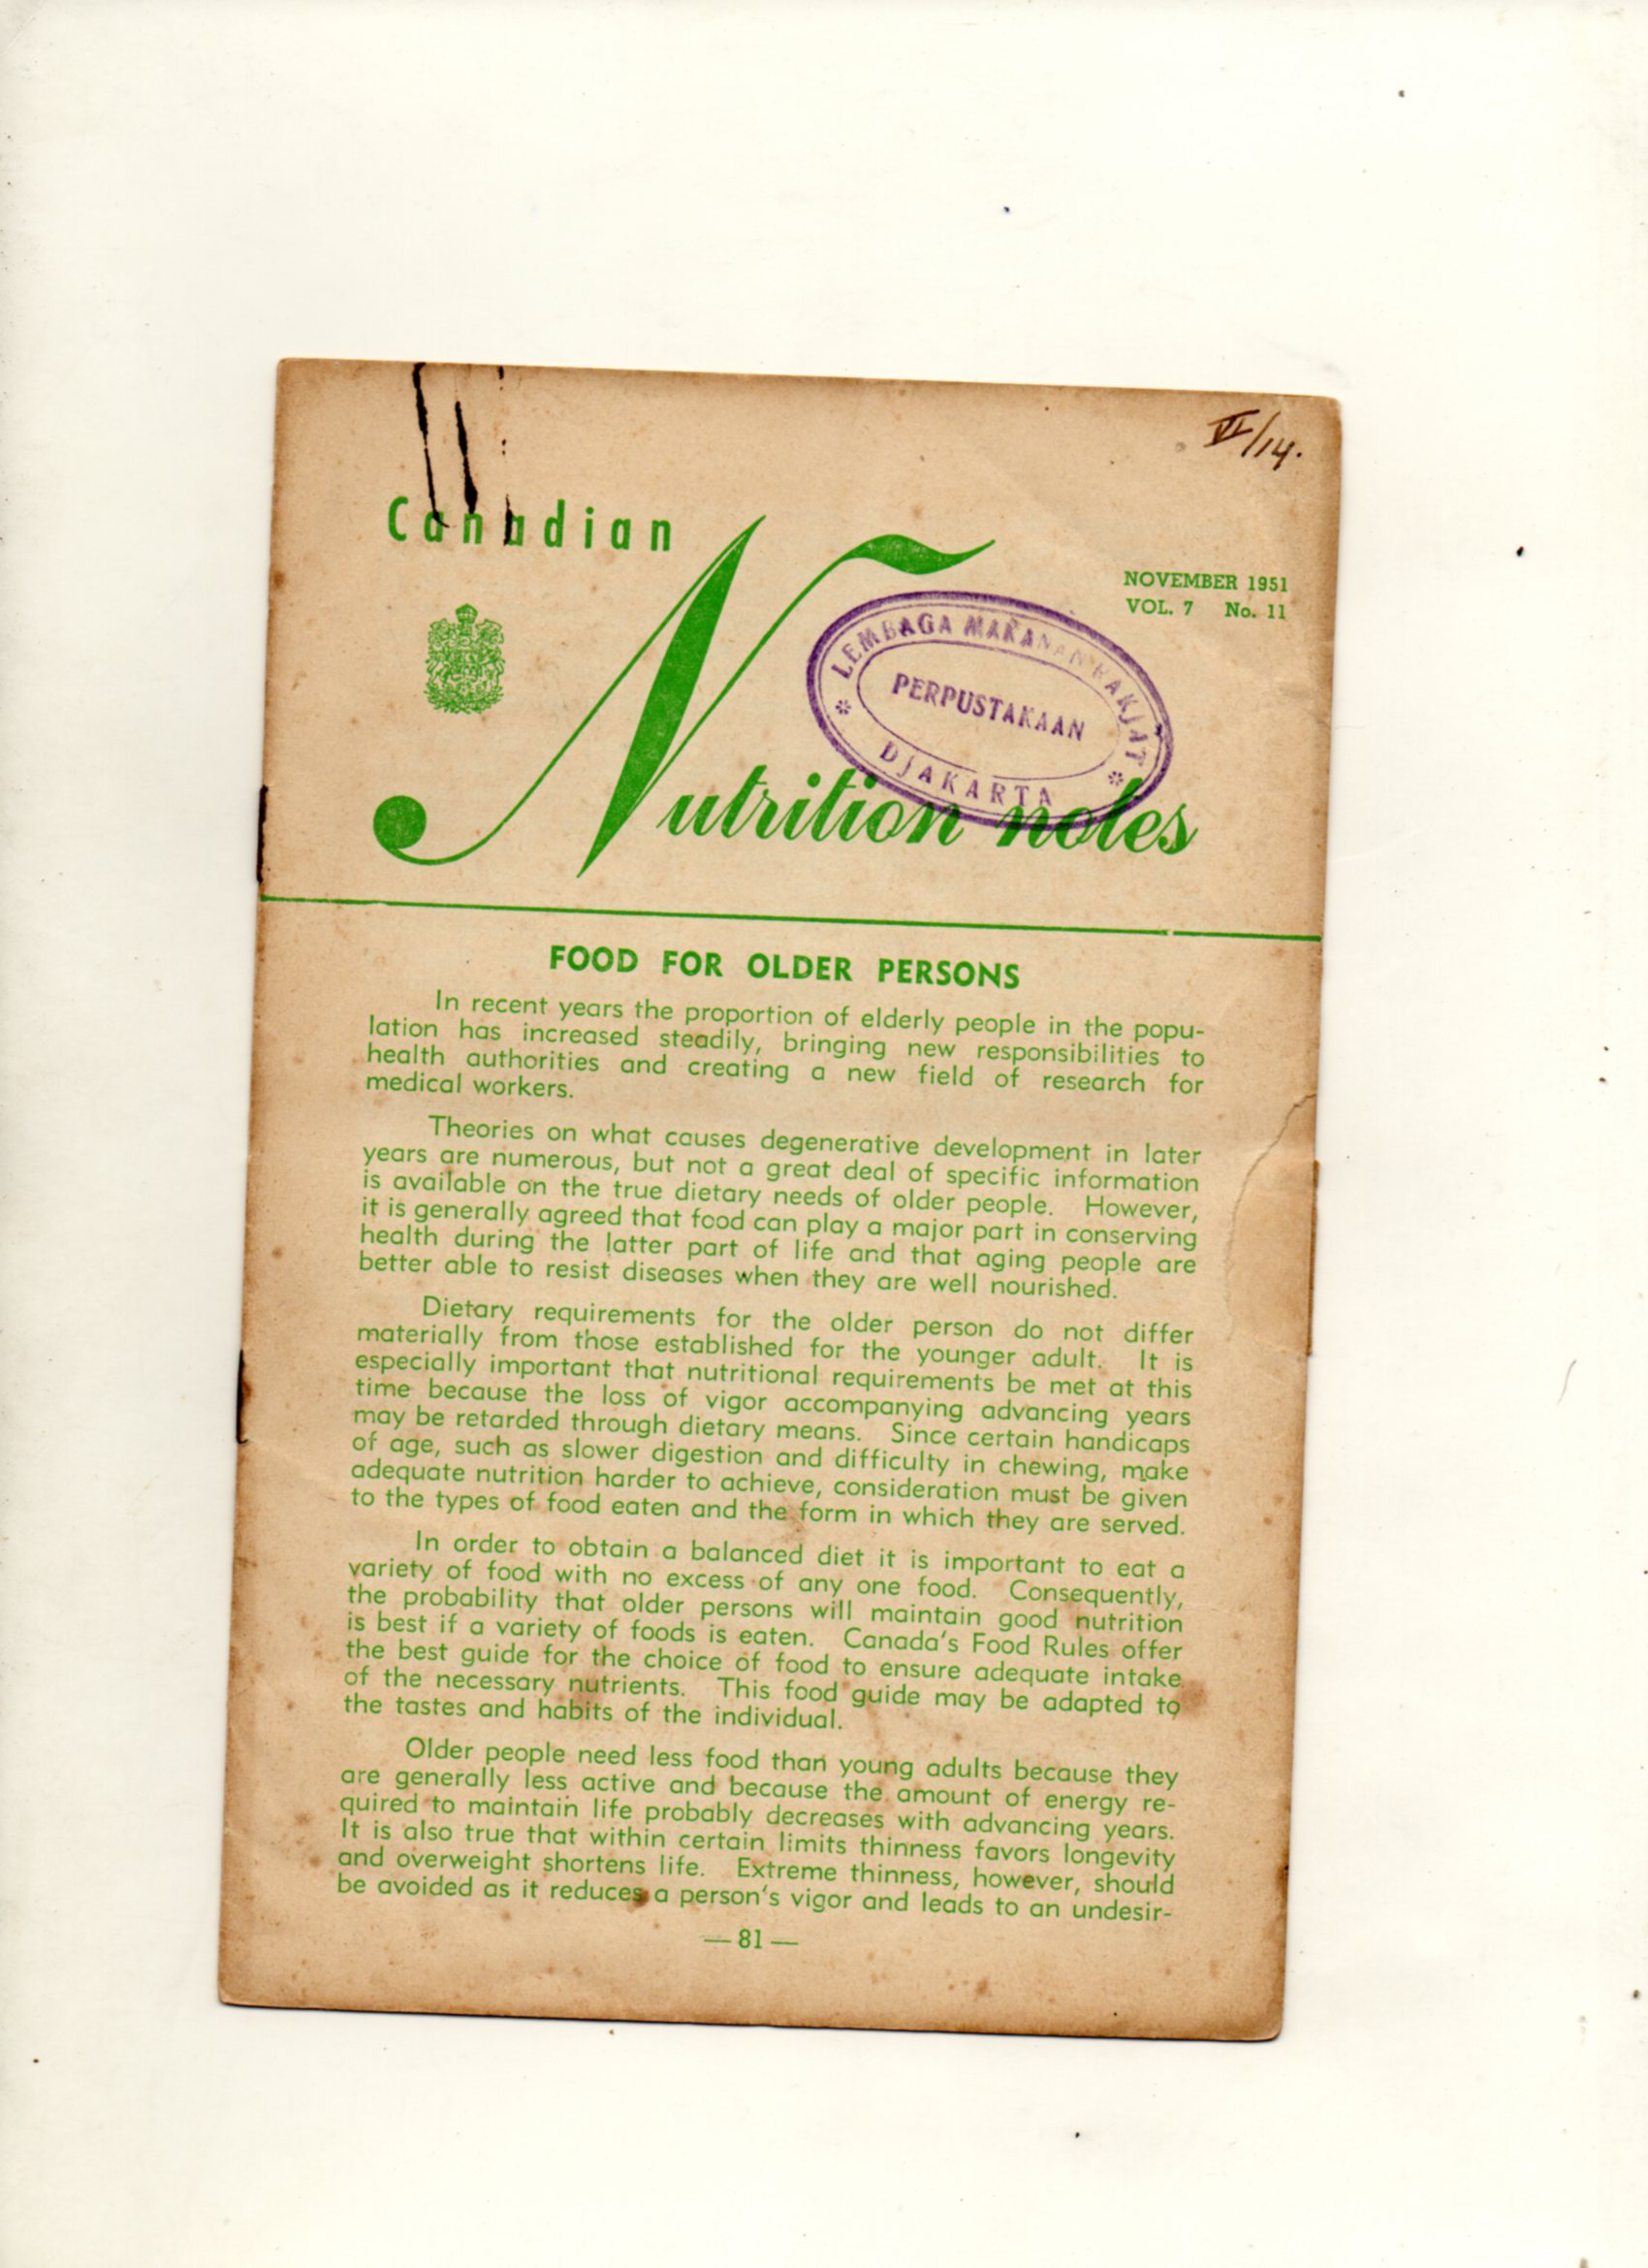 VI/14.
Canadian
NOVEMBER 1951
VOL. 7 No. 11
LEMBAGA MAKANAN RAKJAT
PERPUSTAKAAN
DJAKARTA
Nutrition notes
FOOD FOR OLDER PERSONS
In recent years the proportion of elderly people in the popu-
lation has increased steadily, bringing new responsibilities to
health authorities and creating a new field of research for
medical workers.
Theories on what causes degenerative development in later
years are numerous, but not a great deal of specific information
is available on the true dietary needs of older people. However,
it is generally agreed that food can play a major part in conserving
health during the latter part of life and that aging people are
better able to resist diseases when they are well nourished.
Dietary requirements for the older person do not differ
materially from those established for the younger adult. It is
especially important that nutritional requirements be met at this
time because the loss of vigor accompanying advancing years
may be retarded through dietary means. Since certain handicaps
of age, such as slower digestion and difficulty in chewing, make
adequate nutrition harder to achieve, consideration must be given
to the types of food eaten and the form in which they are served.
In order to obtain a balanced diet it is important to eat a
variety of food with no excess of any one food. Consequently,
the probability that older persons will maintain good nutrition
is best if a variety of foods is eaten. Canada's Food Rules offer
the best guide for the choice of food to ensure adequate intake
of the necessary nutrients. This food guide may be adapted to
the tastes and habits of the individual.
Older people need less food than young adults because they
are generally less active and because the amount of energy re-
quired to maintain life probably decreases with advancing years.
It is also true that within certain limits thinness favors longevity
and overweight shortens life. Extreme thinness, however, should
be avoided as it reduces a person's vigor and leads to an undesir-
— 81 —